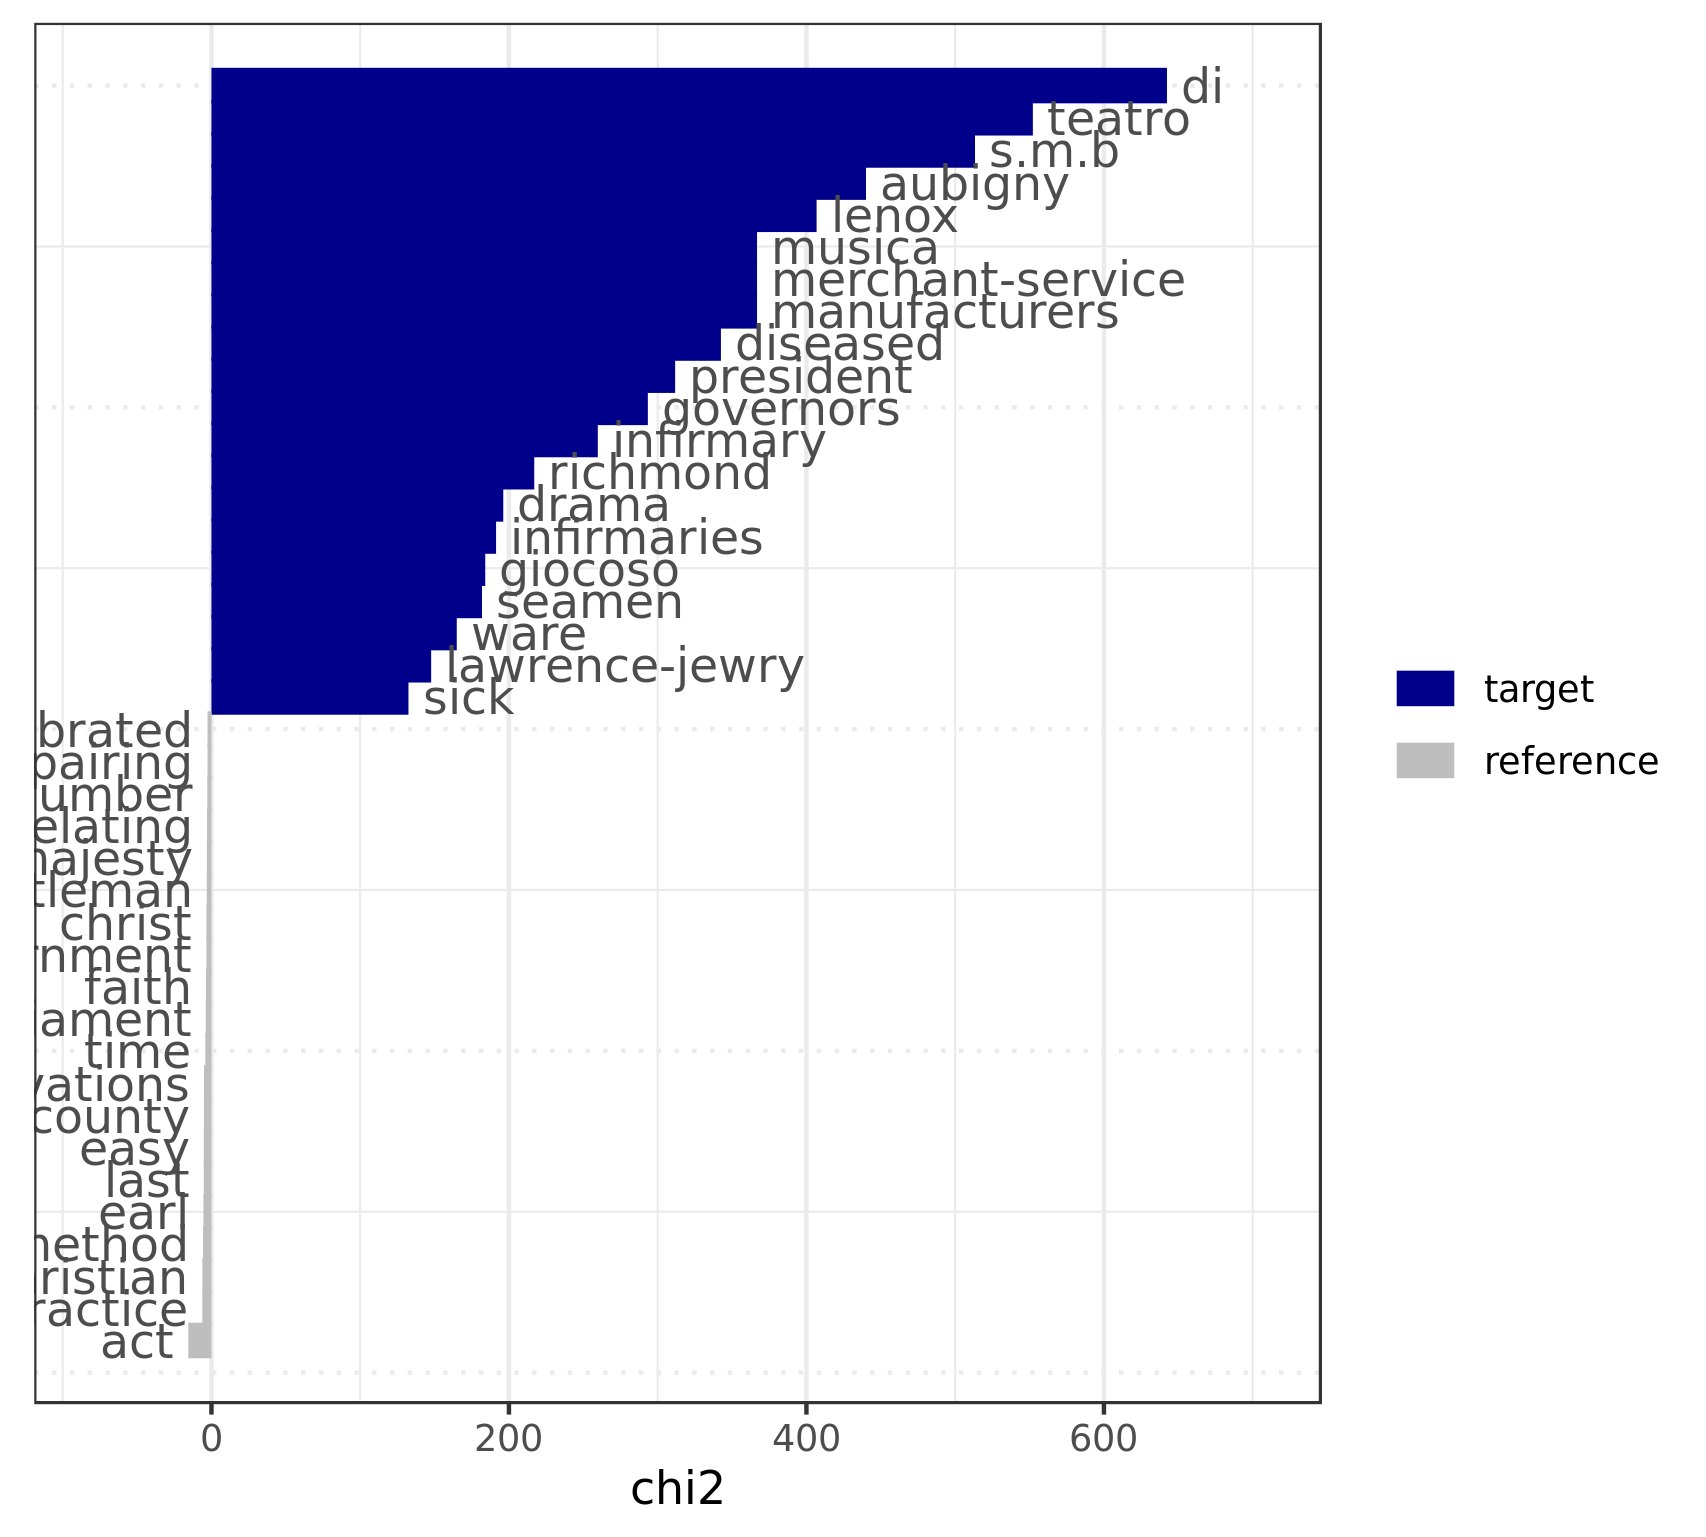 di
teatro
s.m.b
aubigny
lenox
musica
merchant-service
manufacturers
diseased
president
governors
infirmary
richmond
drama
infirmaries
giocoso
seamen
ware
lawrence-jewry
sick
brated
pairing
umber
elating
majesty
tleman
christ
rnment
faith
ament
time
vations
county
easy
last
earl
method
ristian
ractice
act
0 200 400 600
chi2
target
reference